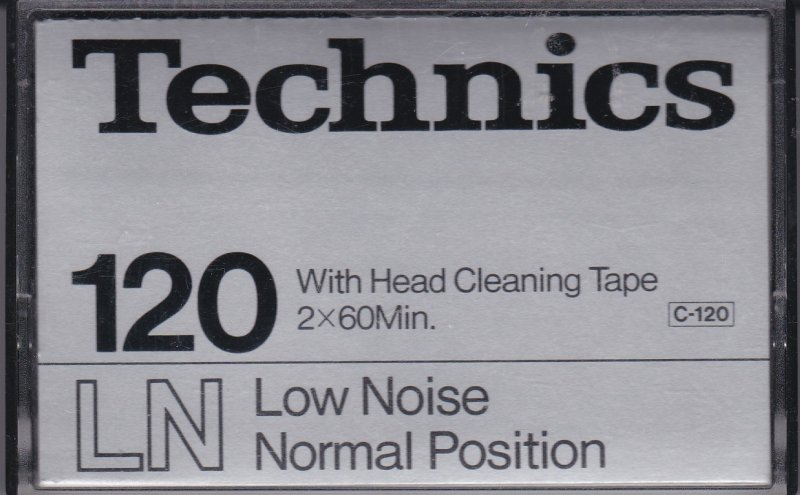 Technics
120
With Head Cleaning Tape
2×60Min.
C-120
LN
Low Noise
Normal Position